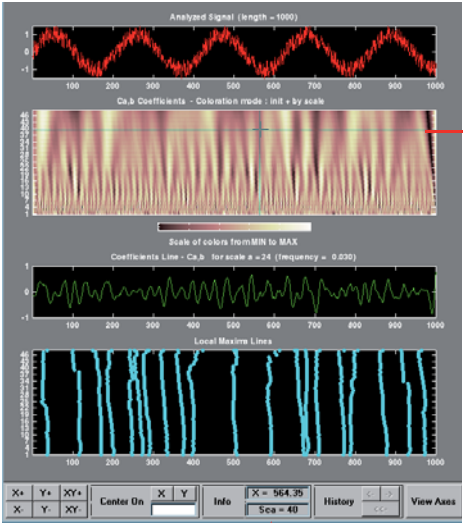 Analyzed Signal (length = 1000)
1
0
-1
100 200 300 400 500 600 700 800 900 1000
Ca,b Coefficients - Coloration mode : init + by scale
Scale of colors from MIN to MAX
Coefficients Line - Ca,b for scale a = 24 (frequency = 0.030)
1
0
-1
100 200 300 400 500 600 700 800 900 1000
Local Maxima Lines
100 200 300 400 500 600 700 800 900 1000
X+ Y+ XY+
X- Y- XY-
Center On
X Y
Info
X = 564.35
Sca = 40
History
<- ->
<<-
View Axes